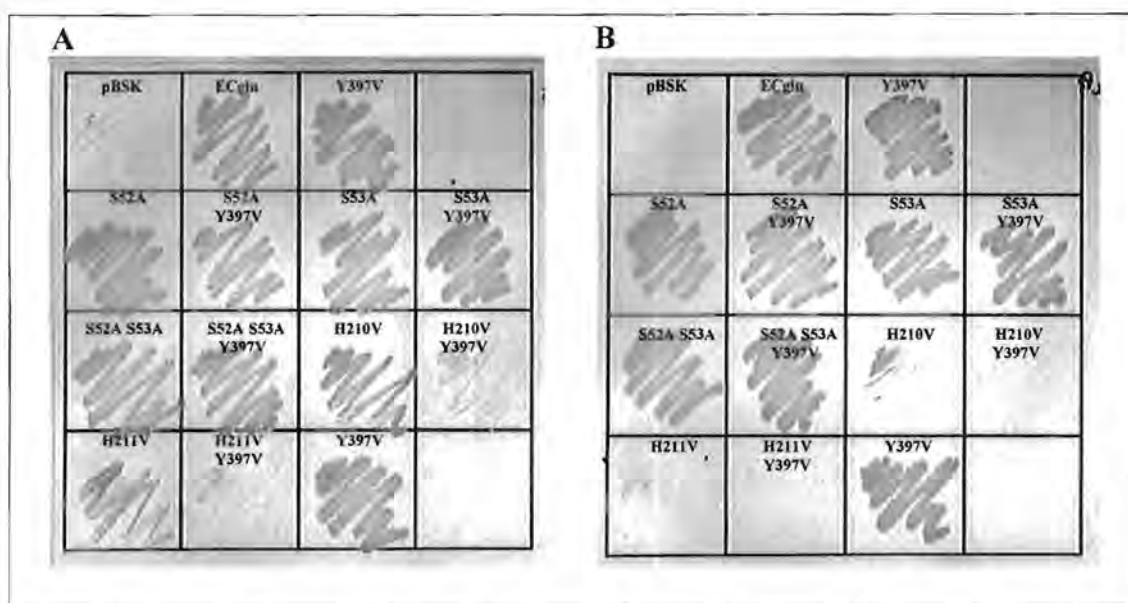 A
pBSK ECgln Y397V
S52A S52A S53A S53A
Y397V Y397V
S52A S53A S52A S53A H210V H210V
Y397V Y397V
H211V H211V Y397V
Y397V
B
pBSK ECgln Y397V
S52A S52A S53A S53A
Y397V Y397V
S52A S53A S52A S53A H210V H210V
Y397V Y397V
H211V H211V Y397V
Y397V